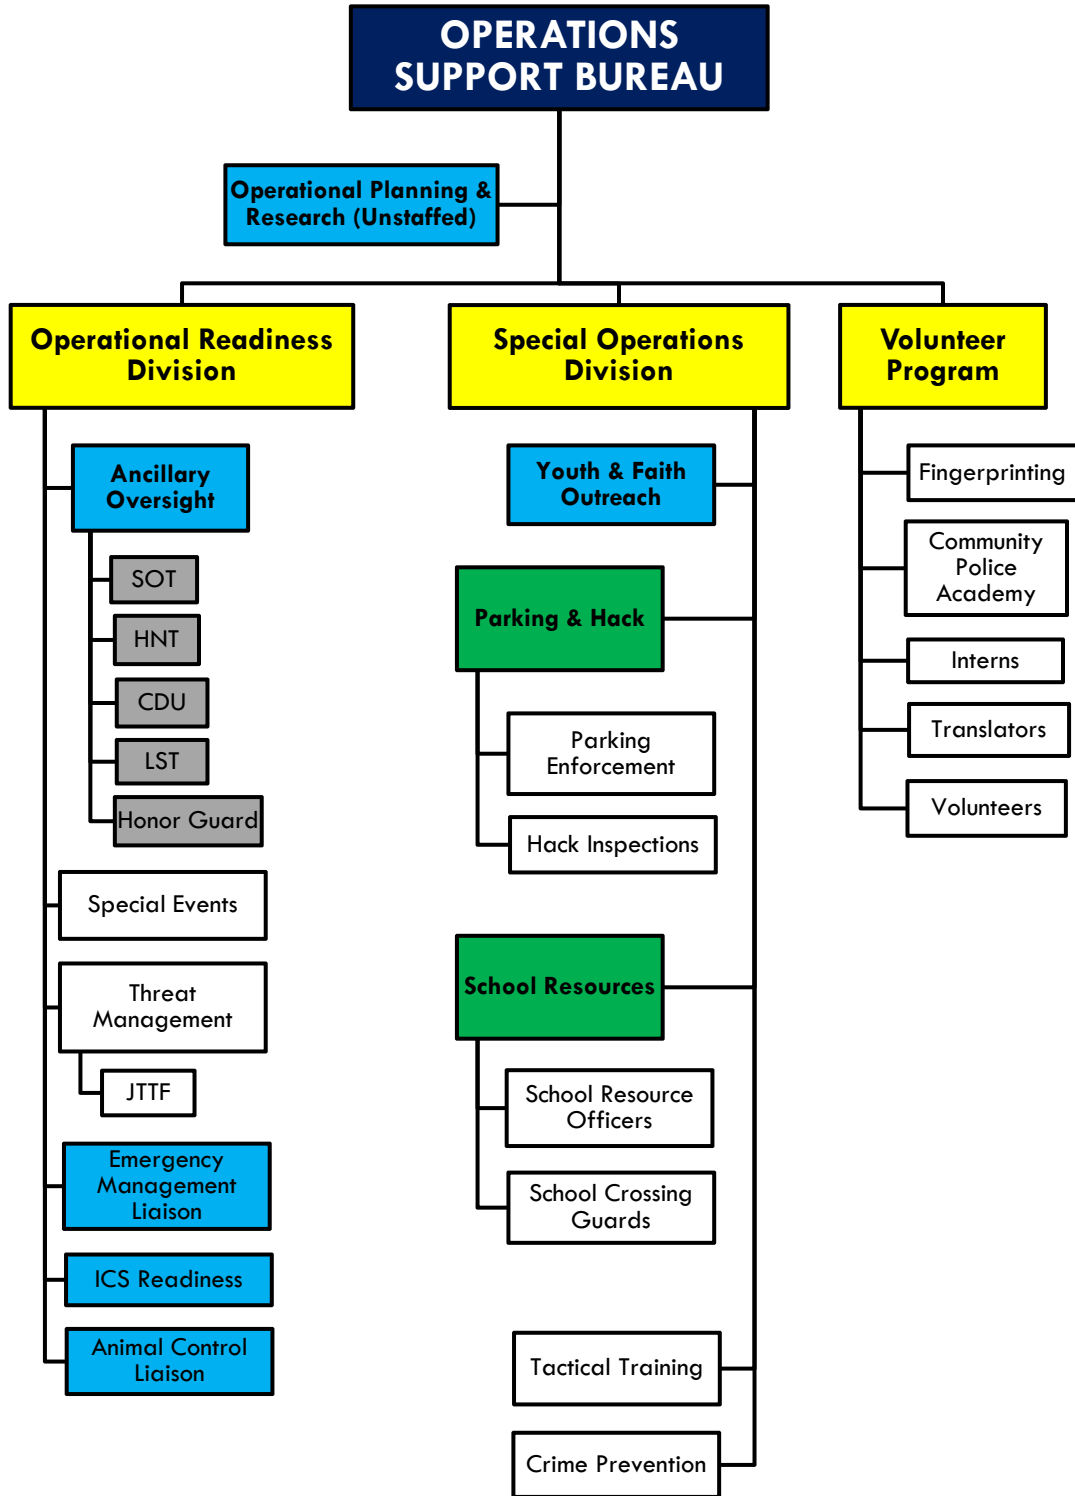 OPERATIONS
SUPPORT BUREAU
Operational Planning &
Research (Unstaffed)
Operational Readiness
Division
Ancillary
Oversight
SOT
HNT
CDU
LST
Honor Guard
Special Events
Threat
Management
JTTF
Emergency
Management
Liaison
ICS Readiness
Animal Control
Liaison
Special Operations
Division
Youth & Faith
Outreach
Parking & Hack
Parking
Enforcement
Hack Inspections
School Resources
School Resource
Officers
School Crossing
Guards
Tactical Training
Crime Prevention
Volunteer
Program
Fingerprinting
Community
Police
Academy
Interns
Translators
Volunteers